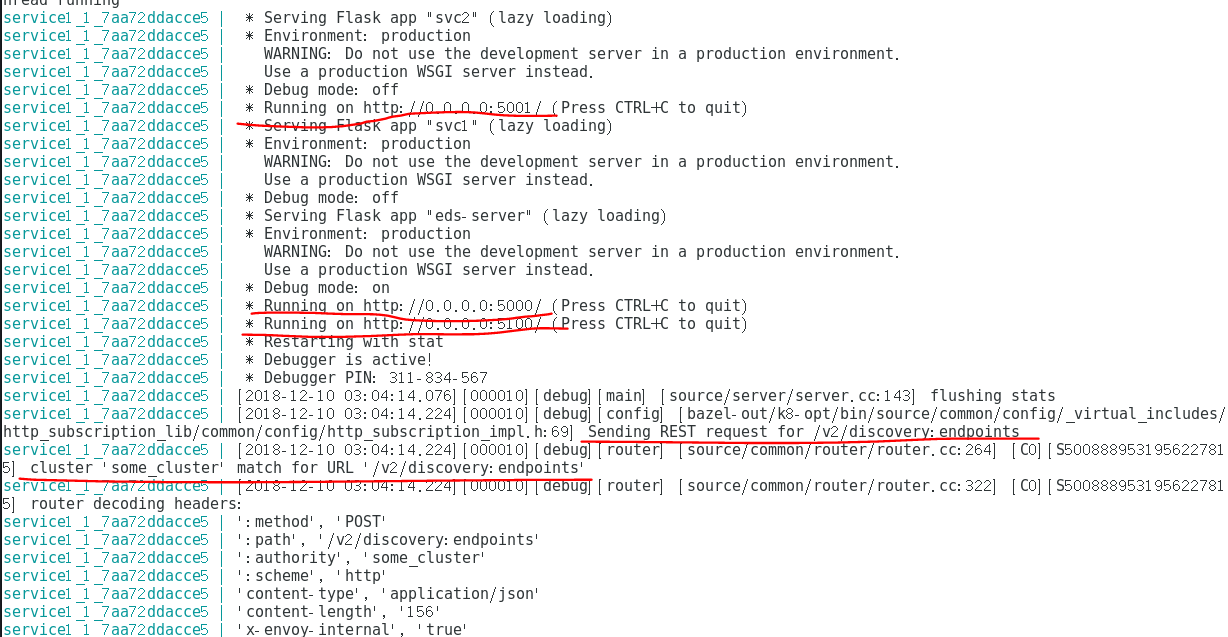 nread running
service1_1_7aa72ddacce5 |  * Serving Flask app "svc2" (lazy loading)
service1_1_7aa72ddacce5 |  * Environment: production
service1_1_7aa72ddacce5 |    WARNING: Do not use the development server in a production environment.
service1_1_7aa72ddacce5 |    Use a production WSGI server instead.
service1_1_7aa72ddacce5 |  * Debug mode: off
service1_1_7aa72ddacce5 |  * Running on http://0.0.0.0:5001/ (Press CTRL+C to quit)
service1_1_7aa72ddacce5 |  * Serving Flask app "svc1" (lazy loading)
service1_1_7aa72ddacce5 |  * Environment: production
service1_1_7aa72ddacce5 |    WARNING: Do not use the development server in a production environment.
service1_1_7aa72ddacce5 |    Use a production WSGI server instead.
service1_1_7aa72ddacce5 |  * Debug mode: off
service1_1_7aa72ddacce5 |  * Serving Flask app "eds-server" (lazy loading)
service1_1_7aa72ddacce5 |  * Environment: production
service1_1_7aa72ddacce5 |    WARNING: Do not use the development server in a production environment.
service1_1_7aa72ddacce5 |    Use a production WSGI server instead.
service1_1_7aa72ddacce5 |  * Debug mode: on
service1_1_7aa72ddacce5 |  * Running on http://0.0.0.0:5000/ (Press CTRL+C to quit)
service1_1_7aa72ddacce5 |  * Running on http://0.0.0.0:5100/ (Press CTRL+C to quit)
service1_1_7aa72ddacce5 |  * Restarting with stat
service1_1_7aa72ddacce5 |  * Debugger is active!
service1_1_7aa72ddacce5 |  * Debugger PIN: 311-834-567
service1_1_7aa72ddacce5 | [2018-12-10 03:04:14.076][000010][debug][main] [source/server/server.cc:143] flushing stats
service1_1_7aa72ddacce5 | [2018-12-10 03:04:14.224][000010][debug][config] [bazel-out/k8-opt/bin/source/common/config/_virtual_includes/
http_subscription_lib/common/config/http_subscription_impl.h:69] Sending REST request for /v2/discovery:endpoints
service1_1_7aa72ddacce5 | [2018-12-10 03:04:14.224][000010][debug][router] [source/common/router/router.cc:264] [C0][S500888953195622781
5] cluster 'some_cluster' match for URL '/v2/discovery:endpoints'
service1_1_7aa72ddacce5 | [2018-12-10 03:04:14.224][000010][debug][router] [source/common/router/router.cc:322] [C0][S500888953195622781
5] router decoding headers:
service1_1_7aa72ddacce5 | ':method', 'POST'
service1_1_7aa72ddacce5 | ':path', '/v2/discovery:endpoints'
service1_1_7aa72ddacce5 | ':authority', 'some_cluster'
service1_1_7aa72ddacce5 | ':scheme', 'http'
service1_1_7aa72ddacce5 | 'content-type', 'application/json'
service1_1_7aa72ddacce5 | 'content-length', '156'
service1_1_7aa72ddacce5 | 'x-envoy-internal', 'true'